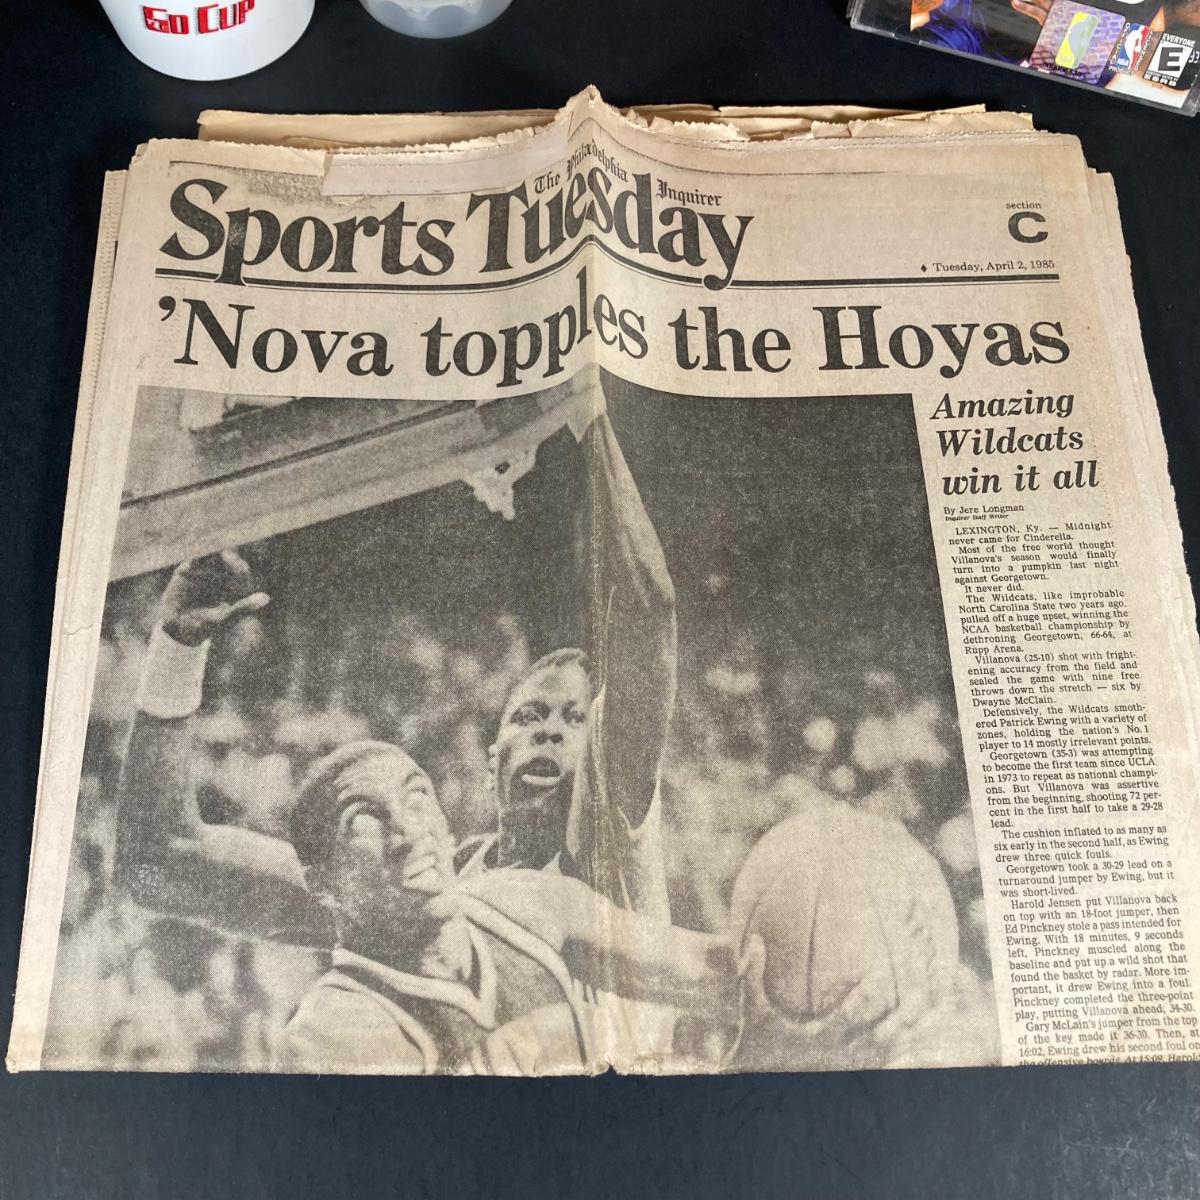 Go CUP
EVERYONE
E
ESRB
NBA
The Philadelphia Inquirer
Sports Tuesday
section
C
♦ Tuesday, April 2, 1985
'Nova topples the Hoyas
Amazing
Wildcats
win it all
By Jere Longman
Inquirer Staff Writer
LEXINGTON, Ky. — Midnight
never came for Cinderella.
Most of the free world thought
Villanova's season would finally
turn into a pumpkin last night
against Georgetown.
It never did.
The Wildcats, like improbable
North Carolina State two years ago,
pulled off a huge upset, winning the
NCAA basketball championship by
dethroning Georgetown, 66-64, at
Rupp Arena.
Villanova (25-10) shot with fright-
ening accuracy from the field and
sealed the game with nine free
throws down the stretch — six by
Dwayne McClain.
Defensively, the Wildcats smoth-
ered Patrick Ewing with a variety of
zones, holding the nation's No. 1
player to 14 mostly irrelevant points.
Georgetown (35-3) was attempting
to become the first team since UCLA
in 1973 to repeat as national champi-
ons. But Villanova was assertive
from the beginning, shooting 72 per-
cent in the first half to take a 29-28
lead.
The cushion inflated to as many as
six early in the second half, as Ewing
drew three quick fouls.
Georgetown took a 30-29 lead on a
turnaround jumper by Ewing, but it
was short-lived.
Harold Jensen put Villanova back
on top with an 18-foot jumper, then
Ed Pinckney stole a pass intended for
Ewing. With 18 minutes, 9 seconds
left, Pinckney muscled along the
baseline and put up a wild shot that
found the basket by radar. More im-
portant, it drew Ewing into a foul.
Pinckney completed the three-point
play, putting Villanova ahead, 34-30.
Gary McLain's jumper from the top
of the key made it 36-30. Then, at
16:02, Ewing drew his second foul on
the offensive boards. At 15:09, Harold